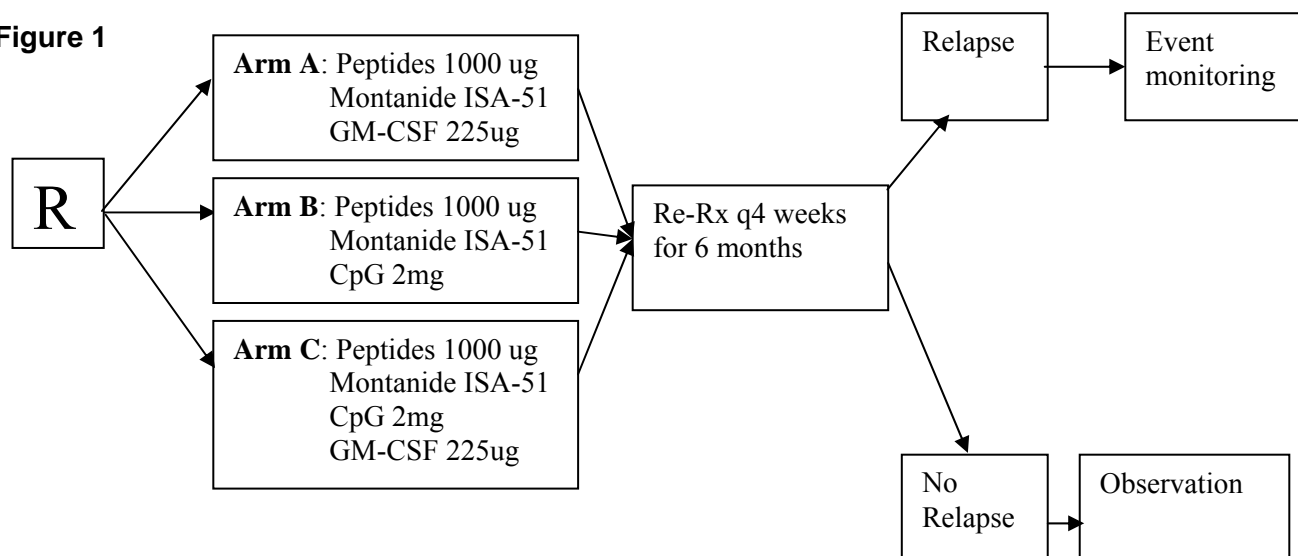 Figure 1
R
Arm A: Peptides 1000 ug
Montanide ISA-51
GM-CSF 225ug
Arm B: Peptides 1000 ug
Montanide ISA-51
CpG 2mg
Arm C: Peptides 1000 ug
Montanide ISA-51
CpG 2mg
GM-CSF 225ug
Re-Rx q4 weeks
for 6 months
Relapse
Event
monitoring
No
Relapse
Observation